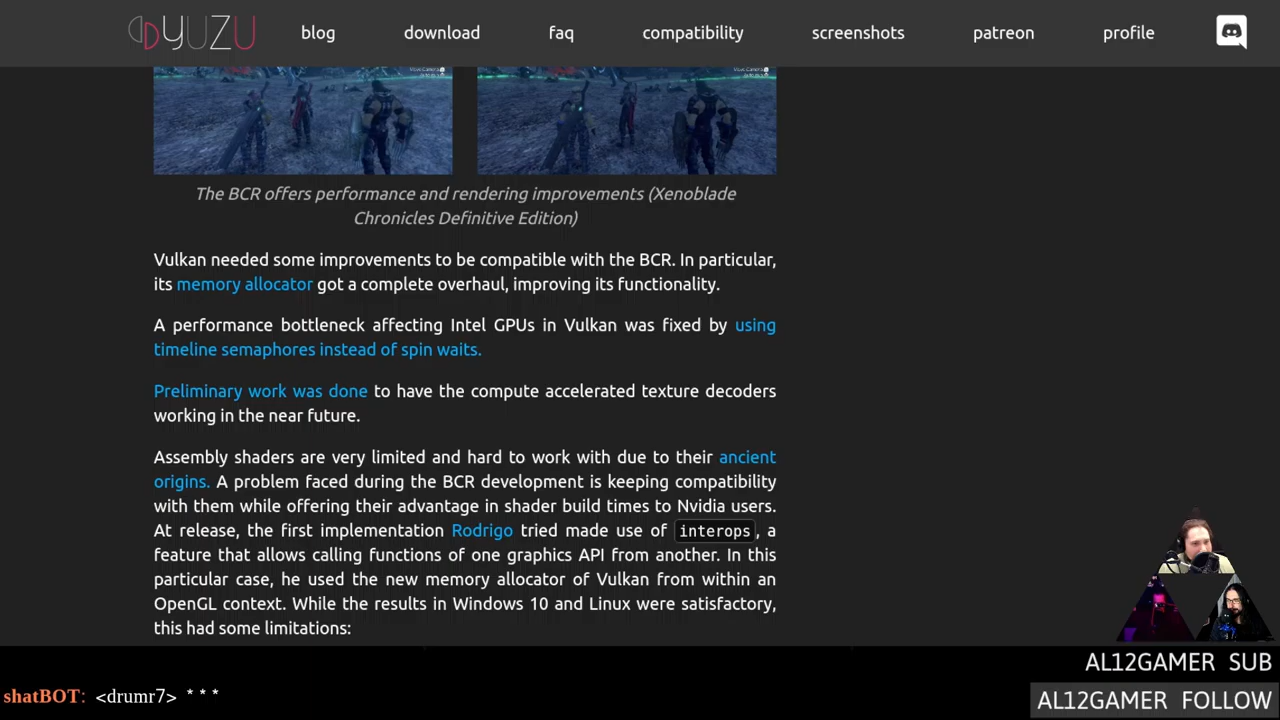 YUZU blog download faq compatibility screenshots patreon profile
The BCR offers performance and rendering improvements (Xenoblade
Chronicles Definitive Edition)
Vulkan needed some improvements to be compatible with the BCR. In particular,
its memory allocator got a complete overhaul, improving its functionality.
A performance bottleneck affecting Intel GPUs in Vulkan was fixed by using
timeline semaphores instead of spin waits.
Preliminary work was done to have the compute accelerated texture decoders
working in the near future.
Assembly shaders are very limited and hard to work with due to their ancient
origins. A problem faced during the BCR development is keeping compatibility
with them while offering their advantage in shader build times to Nvidia users.
At release, the first implementation Rodrigo tried made use of interops, a
feature that allows calling functions of one graphics API from another. In this
particular case, he used the new memory allocator of Vulkan from within an
OpenGL context. While the results in Windows 10 and Linux were satisfactory,
this had some limitations:
AL12GAMER SUB
shatBOT: <drumr7> * * *
AL12GAMER FOLLOW